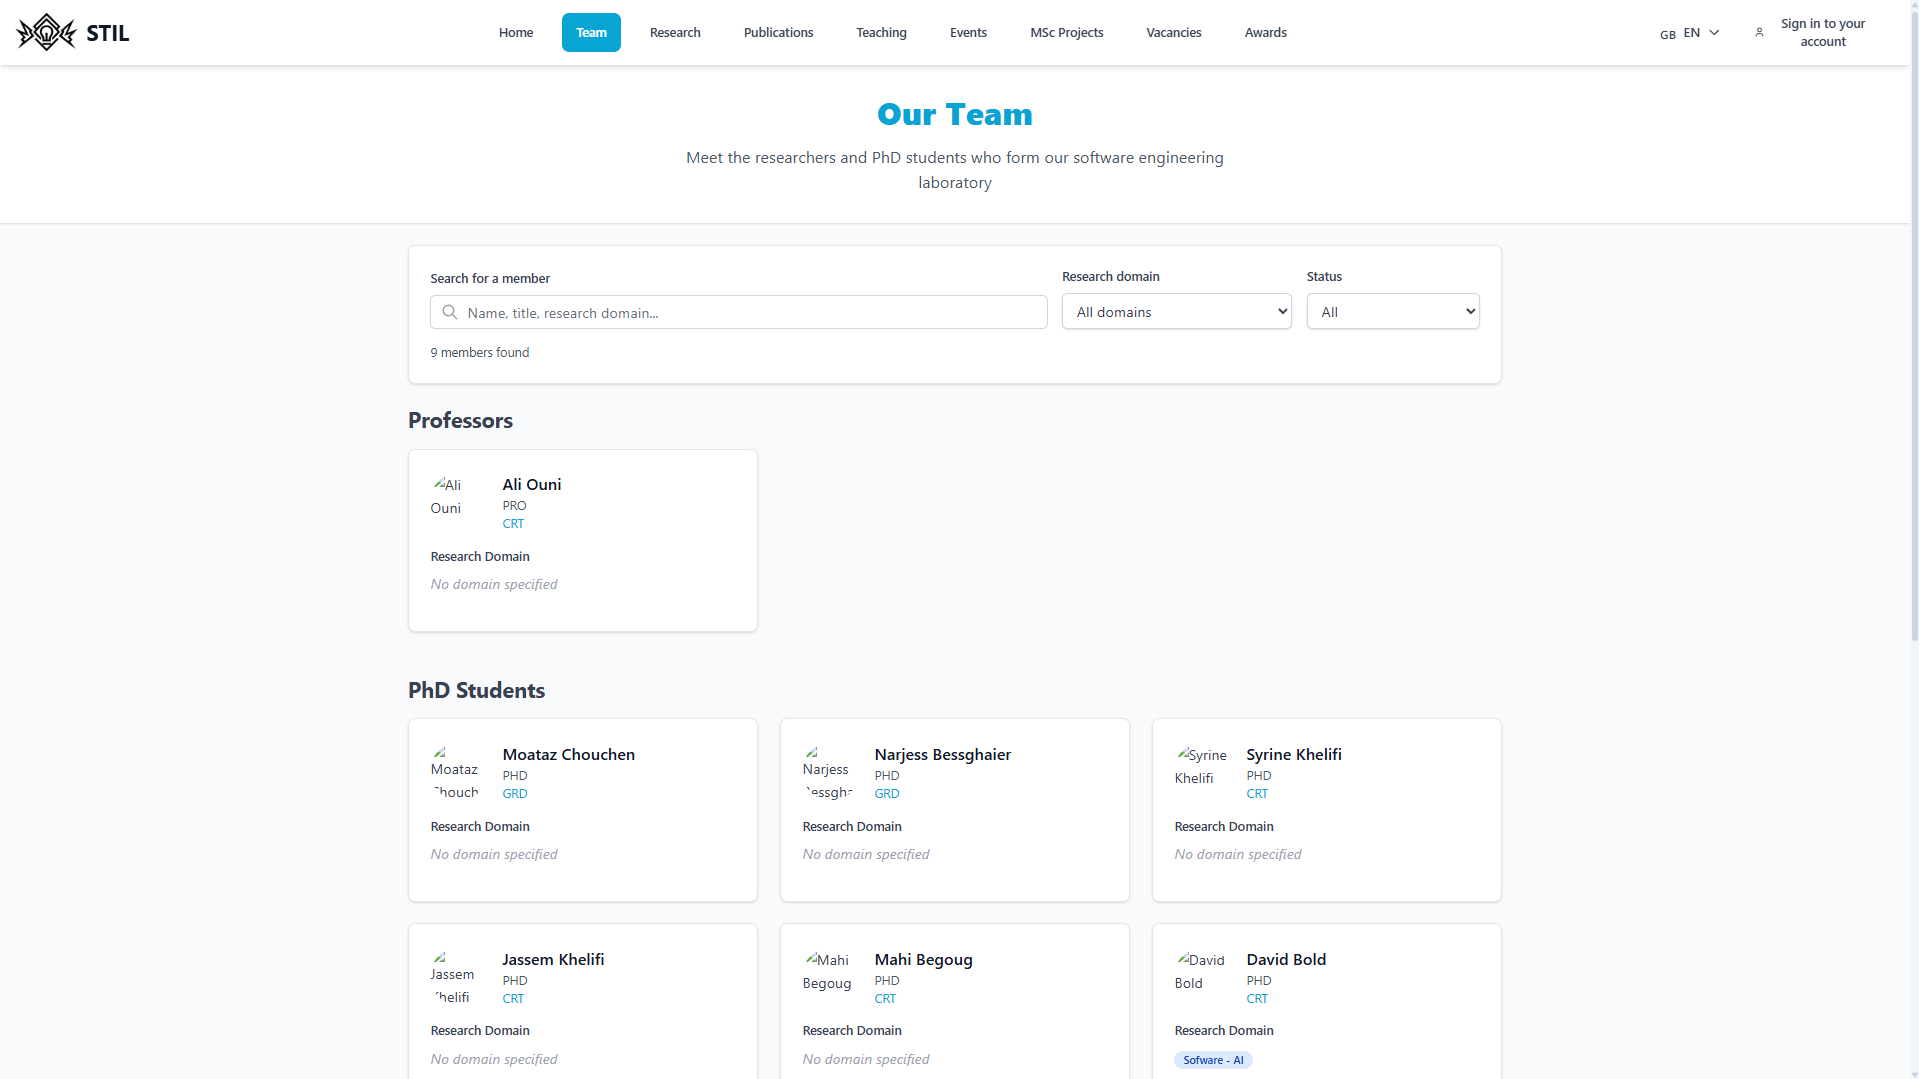 STIL
Home
Team
Research
Publications
Teaching
Events
MSc Projects
Vacancies
Awards
GB EN
Sign in to your
account
Our Team
Meet the researchers and PhD students who form our software engineering
laboratory
Search for a member
Name, title, research domain...
Research domain
All domains
Status
All
9 members found
Professors
Ali
Ouni
Ali Ouni
PRO
CRT
Research Domain
No domain specified
PhD Students
Moataz
Chouch
Moataz Chouchen
PHD
GRD
Research Domain
No domain specified
Narjess
Bessgha
Narjess Bessghaier
PHD
GRD
Research Domain
No domain specified
Syrine
Khelifi
Syrine Khelifi
PHD
CRT
Research Domain
No domain specified
Jassem
Khelifi
Jassem Khelifi
PHD
CRT
Research Domain
No domain specified
Mahi
Begoug
Mahi Begoug
PHD
CRT
Research Domain
No domain specified
David
Bold
David Bold
PHD
CRT
Research Domain
Sofware - AI